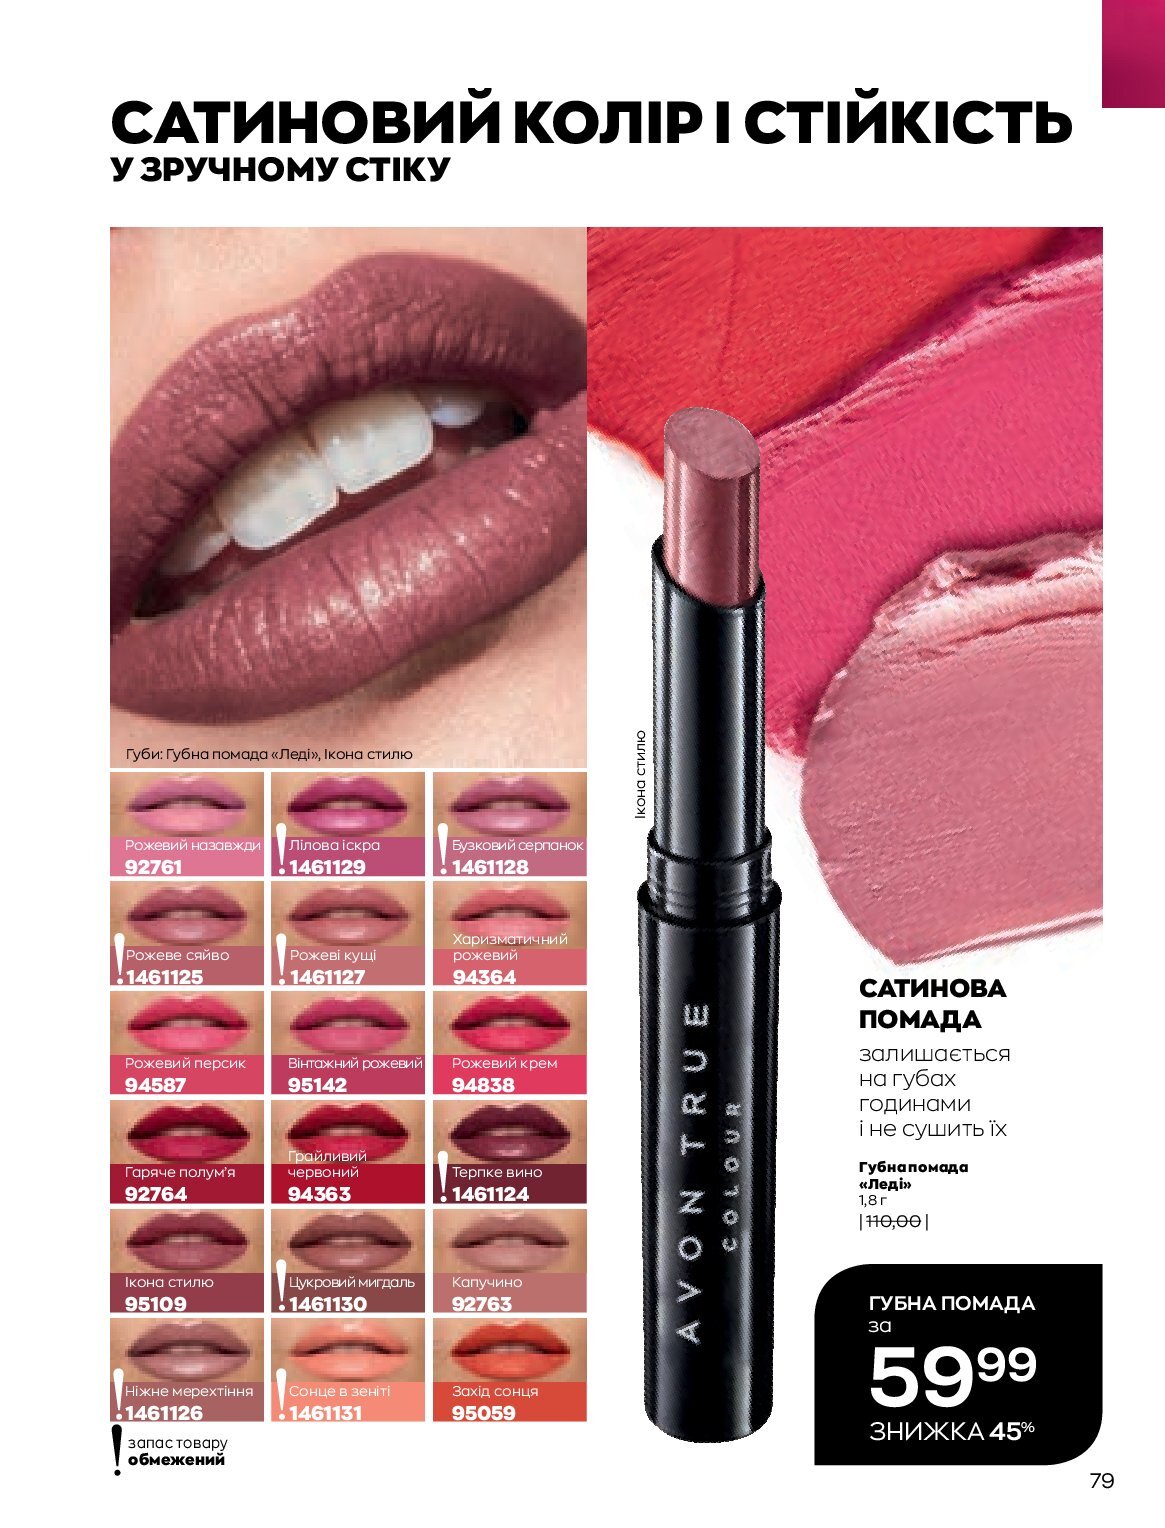 САТИНОВИЙ КОЛІР І СТІЙКІСТЬ
У ЗРУЧНОМУ СТІКУ
Губи: Губна помада «Леді», Ікона стилю
Рожевий назавжди
92761
! Лілова іскра
1461129
! Бузковий серпанок
1461128
! Рожеве сяйво
1461125
! Рожеві кущі
1461127
Харизматичний
рожевий
94364
Рожевий персик
94587
Вінтажний рожевий
95142
Рожевий крем
94838
Гаряче полум’я
92764
Грайливий
червоний
94363
! Терпке вино
1461124
Ікона стилю
95109
! Цукровий мигдаль
1461130
Капучино
92763
! Ніжне мерехтіння
1461126
! Сонце в зеніті
1461131
Захід сонця
95059
! запас товару
обмежений
Ікона стилю
AVON TRUE
COLOUR
САТИНОВА
ПОМАДА
залишається
на губах
годинами
і не сушить їх
Губна помада
«Леді»
1,8 г
| 110,00 |
ГУБНА ПОМАДА
за
5999
ЗНИЖКА 45%
79